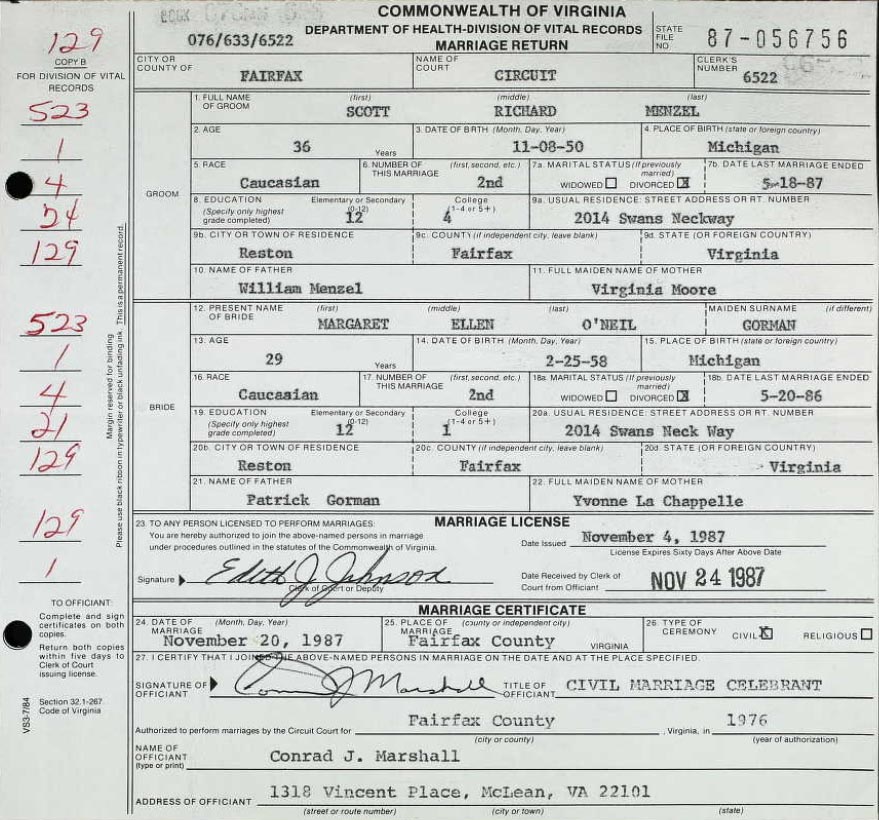 BOOK
COMMONWEALTH OF VIRGINIA
076/633/6522
DEPARTMENT OF HEALTH-DIVISION OF VITAL RECORDS
MARRIAGE RETURN
STATE FILE NO. 87-056756
129
COPY B
FOR DIVISION OF VITAL RECORDS
CITY OR COUNTY OF FAIRFAX
NAME OF COURT CIRCUIT
CLERK'S NUMBER 6522
523
1
4
24
129
GROOM
1. FULL NAME OF GROOM (first) SCOTT (middle) RICHARD (last) MENZEL
2. AGE 36 Years 3. DATE OF BIRTH (Month, Day, Year) 11-08-50 4. PLACE OF BIRTH (state or foreign country) Michigan
5. RACE Caucasian 6. NUMBER OF THIS MARRIAGE (first, second, etc.) 2nd 7a. MARITAL STATUS (If previously married) WIDOWED ☐ DIVORCED ☒ 7b. DATE LAST MARRIAGE ENDED 5-18-87
8. EDUCATION (Specify only highest grade completed) Elementary or Secondary (0-12) 12 College (1-4 or 5+) 4 9a. USUAL RESIDENCE: STREET ADDRESS OR RT. NUMBER 2014 Swans Neckway
9b. CITY OR TOWN OF RESIDENCE Reston 9c. COUNTY (if independent city, leave blank) Fairfax 9d. STATE (OR FOREIGN COUNTRY) Virginia
10. NAME OF FATHER William Menzel 11. FULL MAIDEN NAME OF MOTHER Virginia Moore
523
1
4
21
129
Margin reserved for binding
Please use black ribbon in typewriter or black unfading ink. This is a permanent record.
BRIDE
12. PRESENT NAME OF BRIDE (first) MARGARET (middle) ELLEN (last) O'NEIL MAIDEN SURNAME (if different) GORMAN
13. AGE 29 Years 14. DATE OF BIRTH (Month, Day, Year) 2-25-58 15. PLACE OF BIRTH (state or foreign country) Michigan
16. RACE Caucasian 17. NUMBER OF THIS MARRIAGE (first, second, etc.) 2nd 18a. MARITAL STATUS (If previously married) WIDOWED ☐ DIVORCED ☒ 18b. DATE LAST MARRIAGE ENDED 5-20-86
19. EDUCATION (Specify only highest grade completed) Elementary or Secondary (0-12) 12 College (1-4 or 5+) 1 20a. USUAL RESIDENCE: STREET ADDRESS OR RT. NUMBER 2014 Swans Neck Way
20b. CITY OR TOWN OF RESIDENCE Reston 20c. COUNTY (if independent city, leave blank) Fairfax 20d. STATE (OR FOREIGN COUNTRY) Virginia
21. NAME OF FATHER Patrick Gorman 22. FULL MAIDEN NAME OF MOTHER Yvonne La Chappelle
129
1
23. TO ANY PERSON LICENSED TO PERFORM MARRIAGES: MARRIAGE LICENSE
You are hereby authorized to join the above-named persons in marriage
under procedures outlined in the statutes of the Commonwealth of Virginia.
Date Issued November 4, 1987
License Expires Sixty Days After Above Date
Signature Edith J Johnson
Clerk of Court or Deputy
Date Received by Clerk of Court from Officiant NOV 24 1987
TO OFFICIANT:
Complete and sign
certificates on both
copies.
Return both copies
within five days to
Clerk of Court
issuing license.
Section 32.1-267
Code of Virginia
VS3-7/84
MARRIAGE CERTIFICATE
24. DATE OF MARRIAGE (Month, Day, Year) November 20, 1987 25. PLACE OF MARRIAGE (county or independent city) Fairfax County VIRGINIA 26. TYPE OF CEREMONY CIVIL ☒ RELIGIOUS ☐
27. I CERTIFY THAT I JOINED THE ABOVE-NAMED PERSONS IN MARRIAGE ON THE DATE AND AT THE PLACE SPECIFIED.
SIGNATURE OF OFFICIANT Conrad J Marshall TITLE OF OFFICIANT CIVIL MARRIAGE CELEBRANT
Authorized to perform marriages by the Circuit Court for Fairfax County, Virginia, in 1976
(city or county) (year of authorization)
NAME OF OFFICIANT (type or print) Conrad J. Marshall
ADDRESS OF OFFICIANT 1318 Vincent Place, McLean, VA 22101
(street or route number) (city or town) (state)